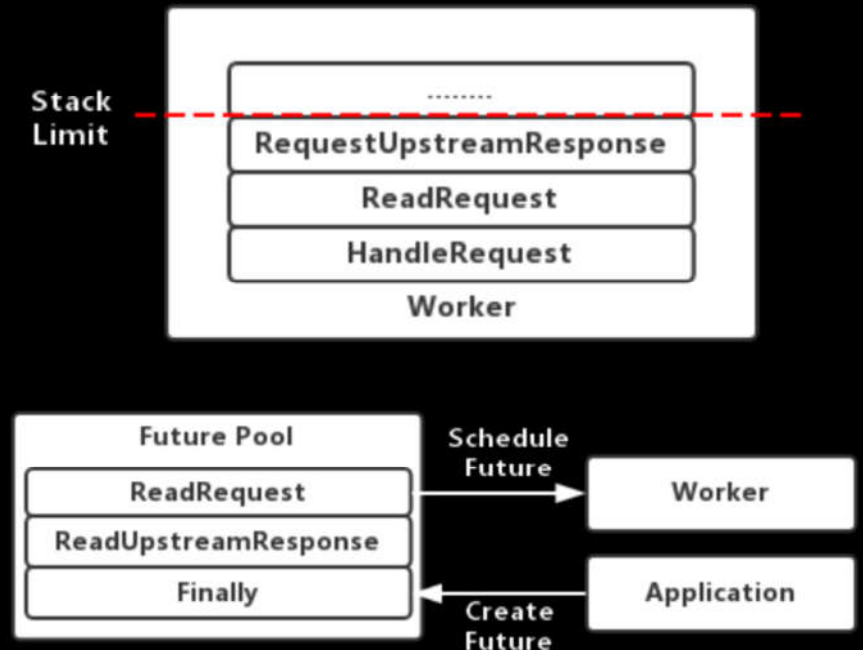 ........
Stack
Limit
RequestUpstreamResponse
ReadRequest
HandleRequest
Worker
Future Pool
ReadRequest
ReadUpstreamResponse
Finally
Schedule
Future
Worker
Create
Future
Application